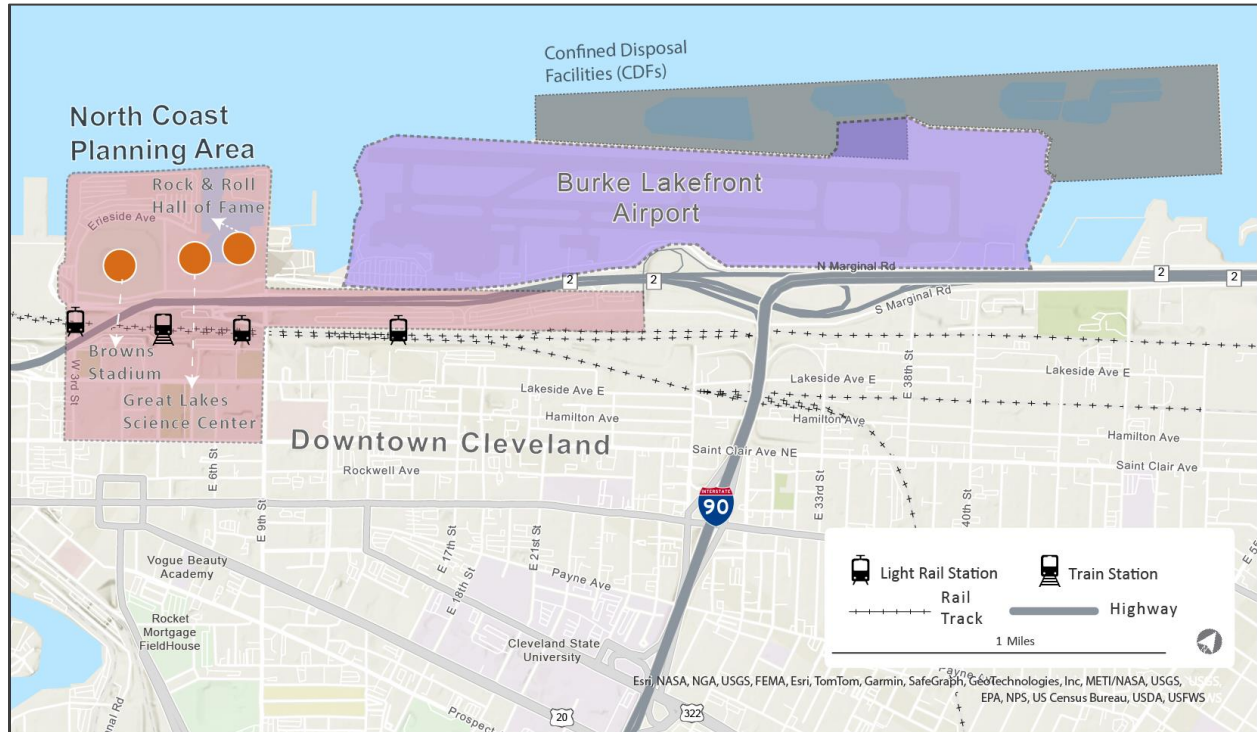 Confined Disposal
Facilities (CDFs)
North Coast
Planning Area
Rock & Roll
Hall of Fame
Erieside Ave
Burke Lakefront
Airport
N Marginal Rd
2
2
2
2
S Marginal Rd
Browns
Stadium
W 3rd St
Great Lakes
Science Center
Lakeside Ave E
Lakeside Ave E
Lakeside Ave E
E 38th St
Hamilton Ave
Hamilton Ave
Hamilton Ave
Downtown Cleveland
Saint Clair Ave NE
Saint Clair Ave
Rockwell Ave
E 6th St
E 9th St
E 33rd St
40th St
INTERSTATE
90
E 17th St
E 18th St
E 21st St
Payne Ave
Vogue Beauty
Academy
Rocket
Mortgage
FieldHouse
Cleveland State
University
Light Rail Station
Train Station
Rail
Track
Highway
1 Miles
Payne Av
E 55
nal Rd
Prospect
20
322
Esri, NASA, NGA, USGS, FEMA, Esri, TomTom, Garmin, SafeGraph, GeoTechnologies, Inc, METI/NASA, USGS,
EPA, NPS, US Census Bureau, USDA, USFWS